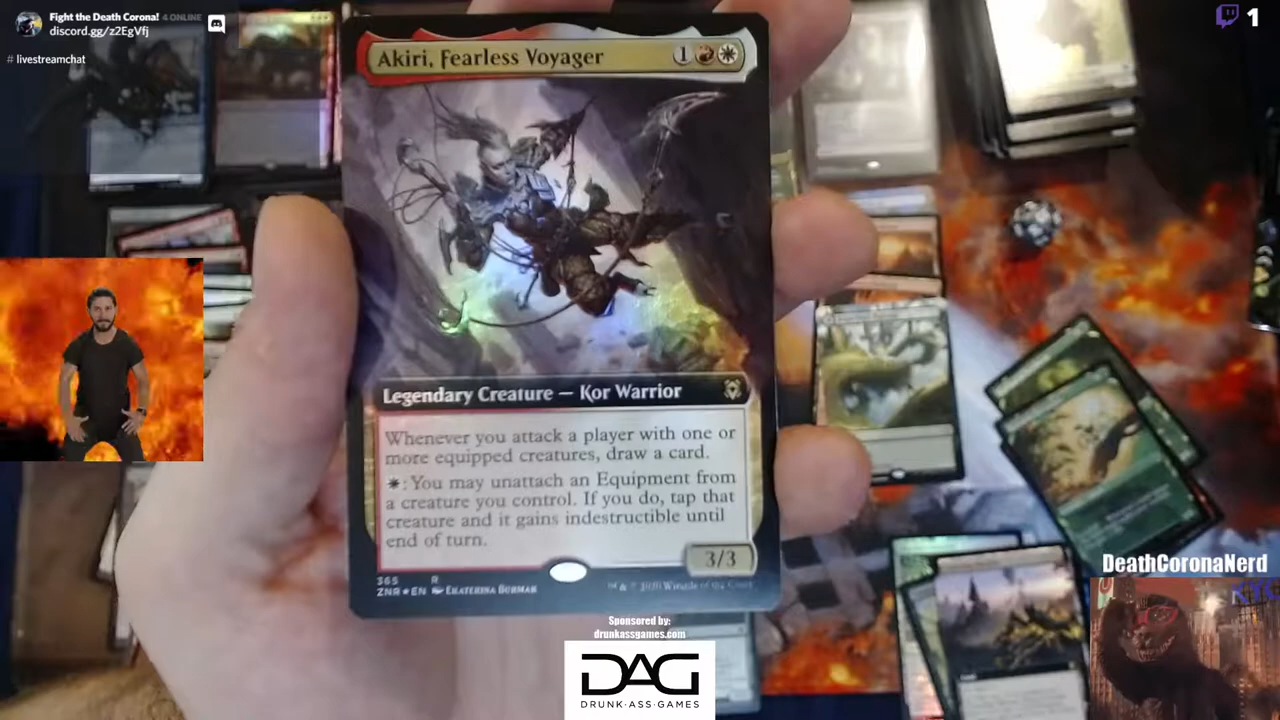 Fight the Death Corona! 4 ONLINE
discord.gg/z2EgVfj
# livestreamchat
1
Akiri, Fearless Voyager 1
Legendary Creature — Kor Warrior
Whenever you attack a player with one or
more equipped creatures, draw a card.
: You may unattach an Equipment from
a creature you control. If you do, tap that
creature and it gains indestructible until
end of turn.
3/3
365 R
ZNR ★ EN EKATERINA BURMAK
DeathCoronaNerd
Sponsored by:
drunkassgames.com
DAG
DRUNK·ASS·GAMES